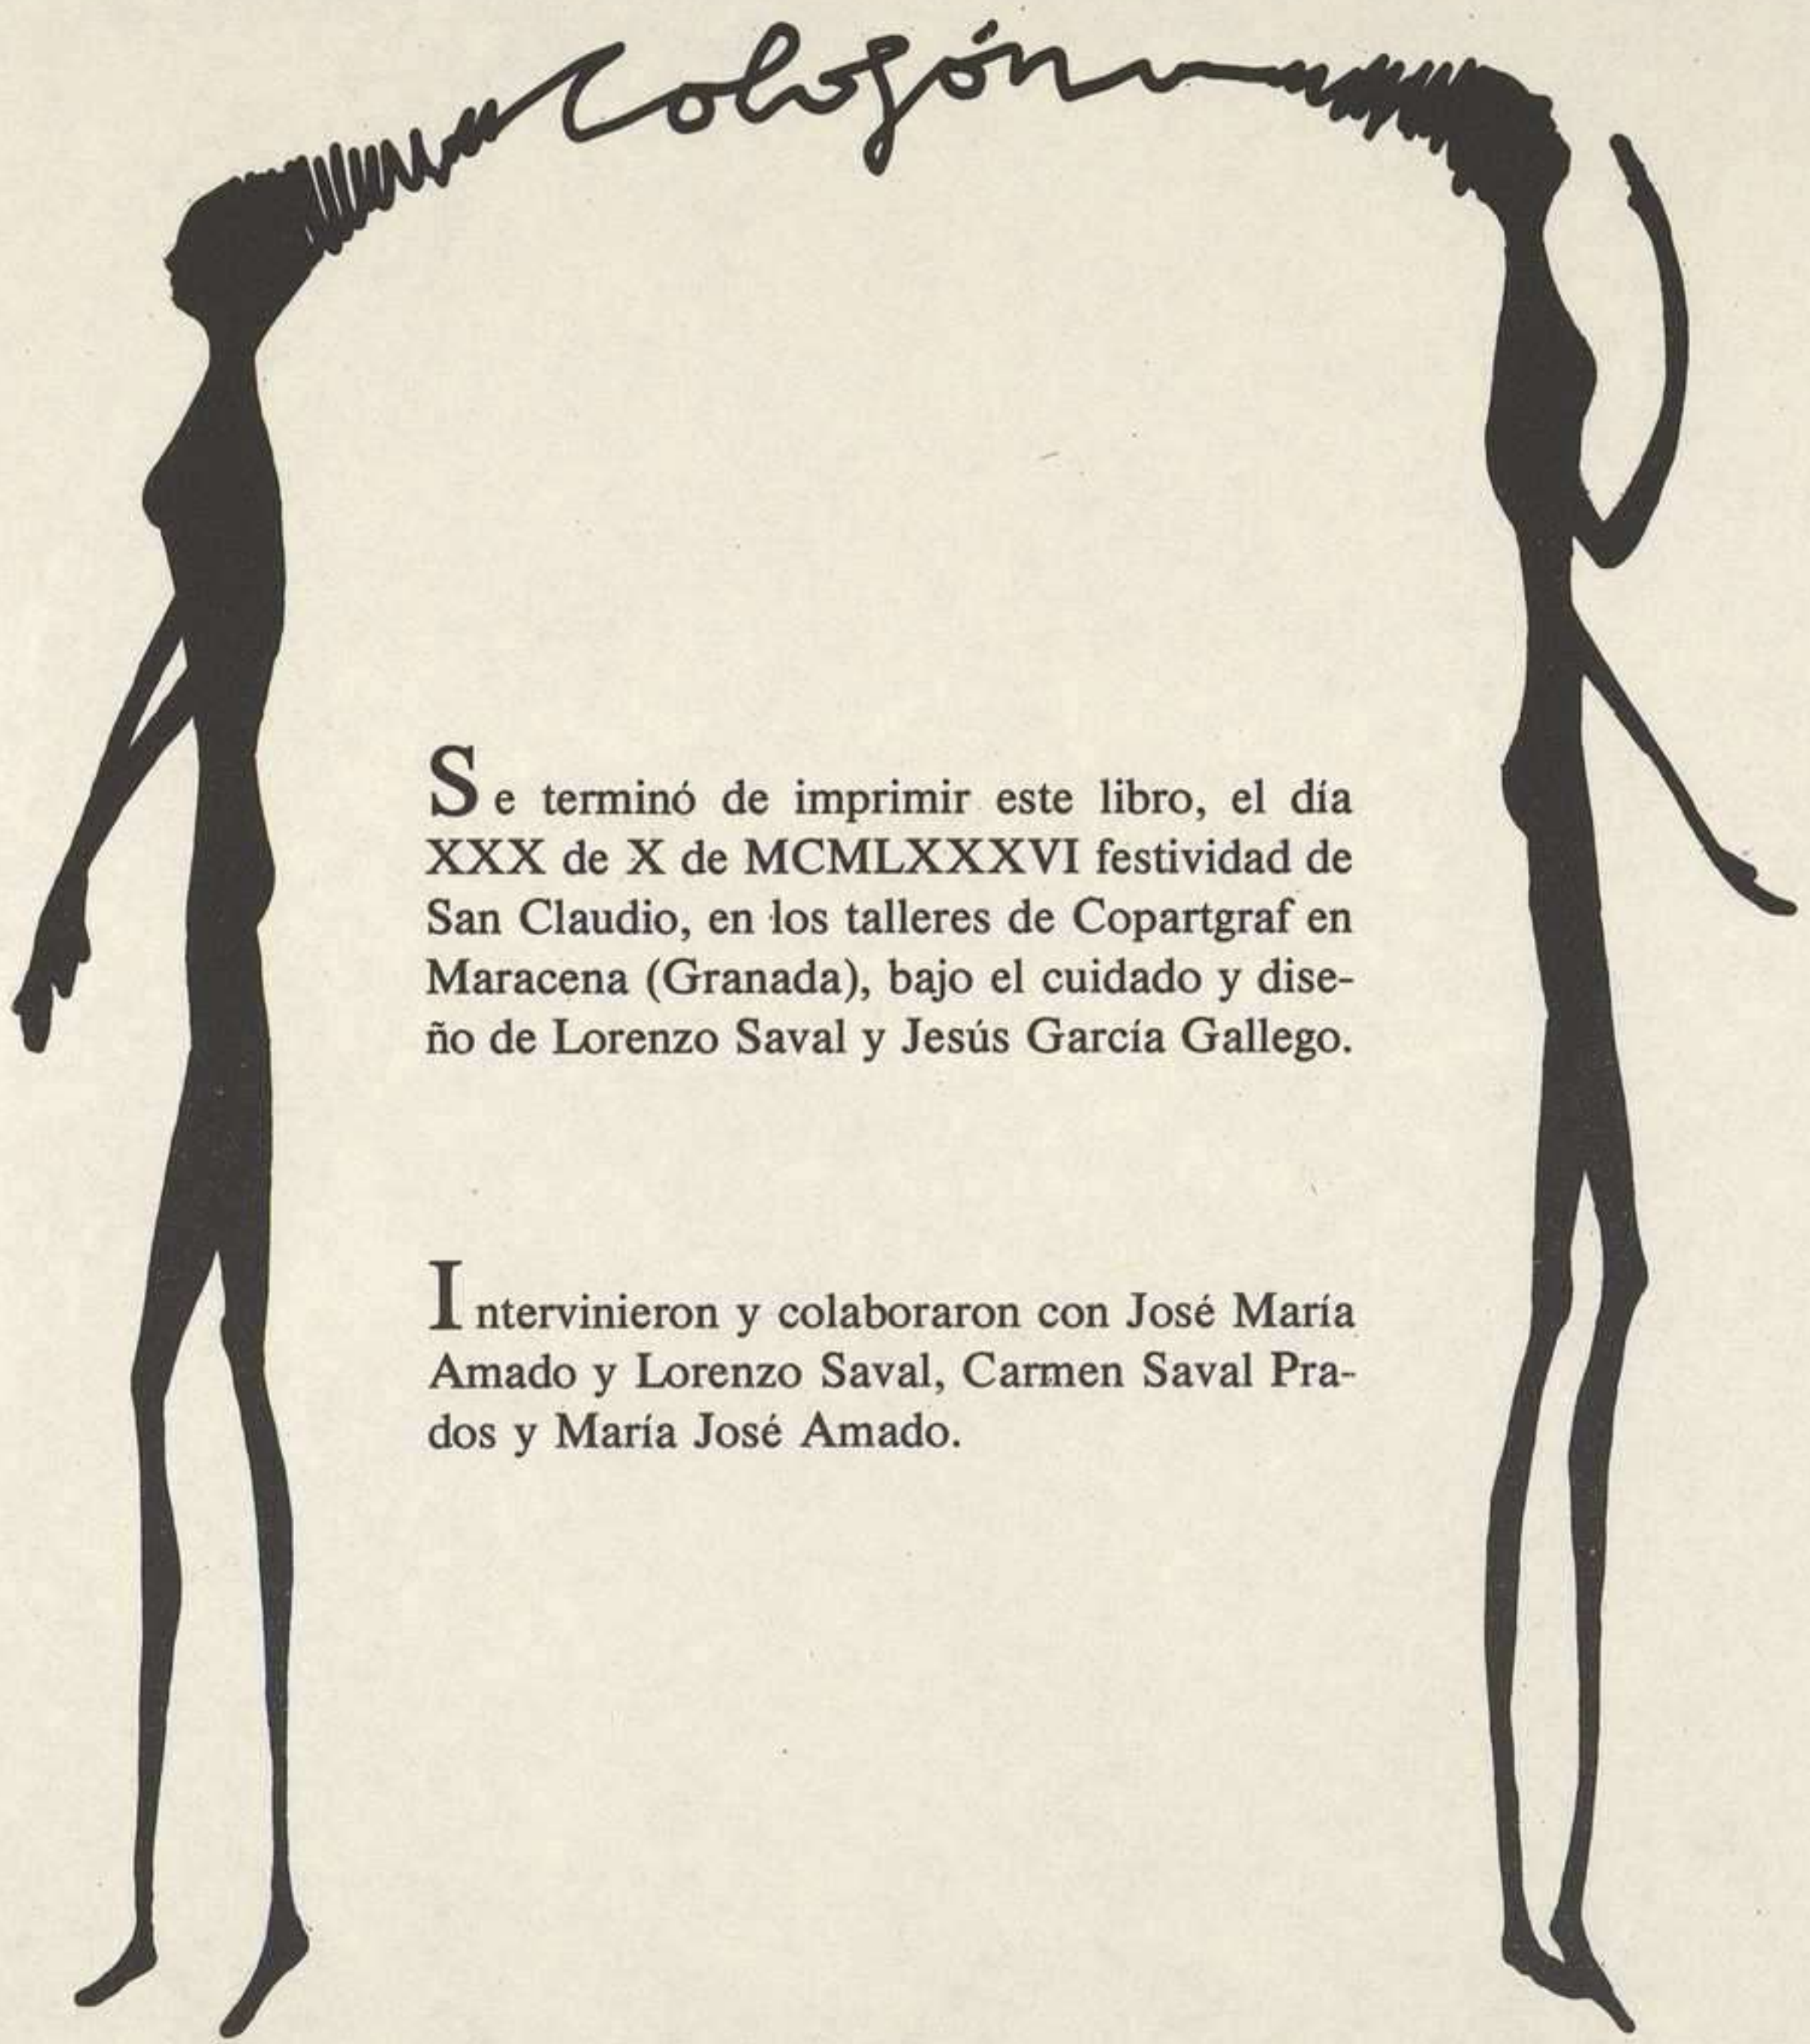 Colofón
Se terminó de imprimir este libro, el día
XXX de X de MCMLXXXVI festividad de
San Claudio, en los talleres de Copartgraf en
Maracena (Granada), bajo el cuidado y dise-
ño de Lorenzo Saval y Jesús García Gallego.
Intervinieron y colaboraron con José María
Amado y Lorenzo Saval, Carmen Saval Pra-
dos y María José Amado.